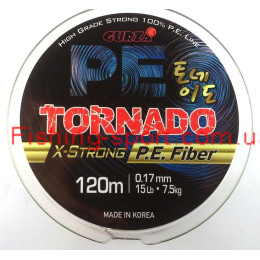 GURZA
HIGH GRADE STRONG 100% P.E. LINE
PE
토네
이도
TORNADO
X-STRONG P.E. Fiber
120m
0.17mm
15Lb • 7.5kg
MADE IN KOREA